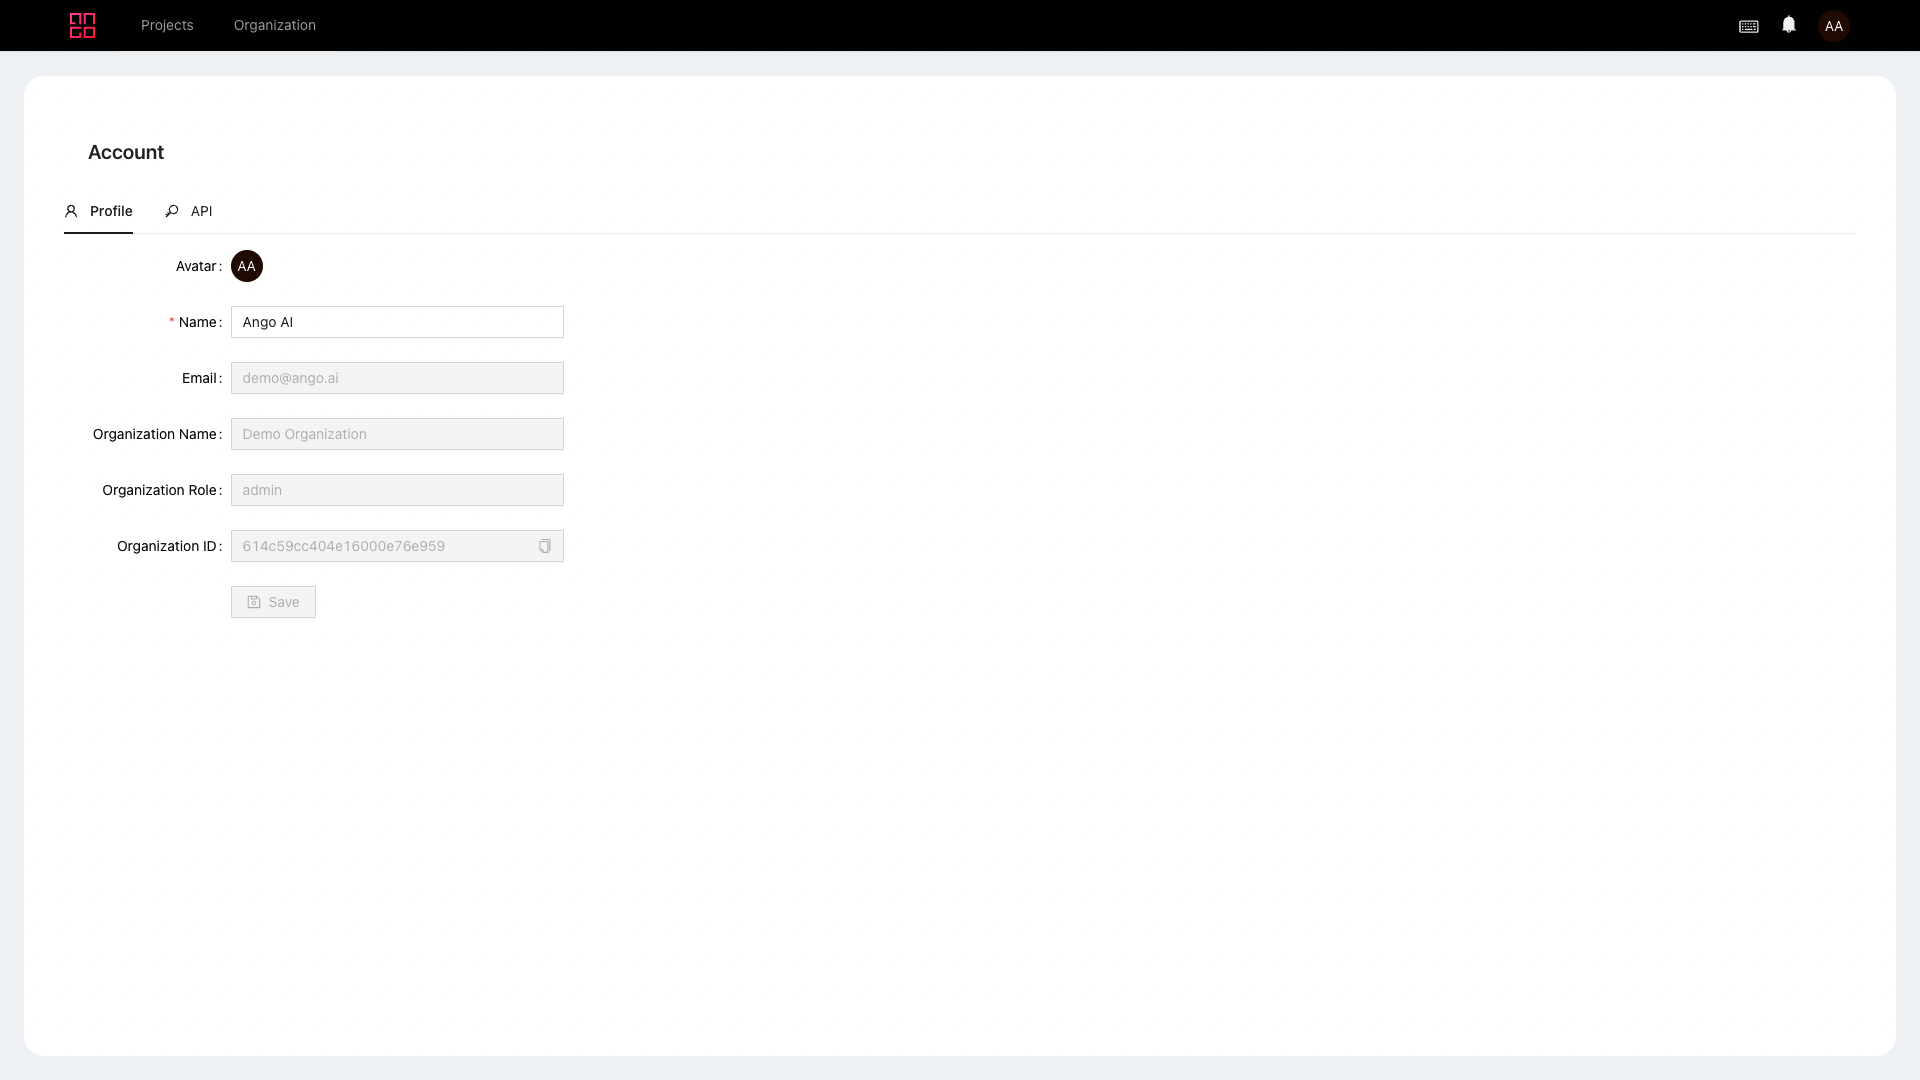 Projects Organization AA
Account
Profile API
Avatar : AA
* Name : Ango AI
Email : demo@ango.ai
Organization Name : Demo Organization
Organization Role : admin
Organization ID : 614c59cc404e16000e76e959
Save